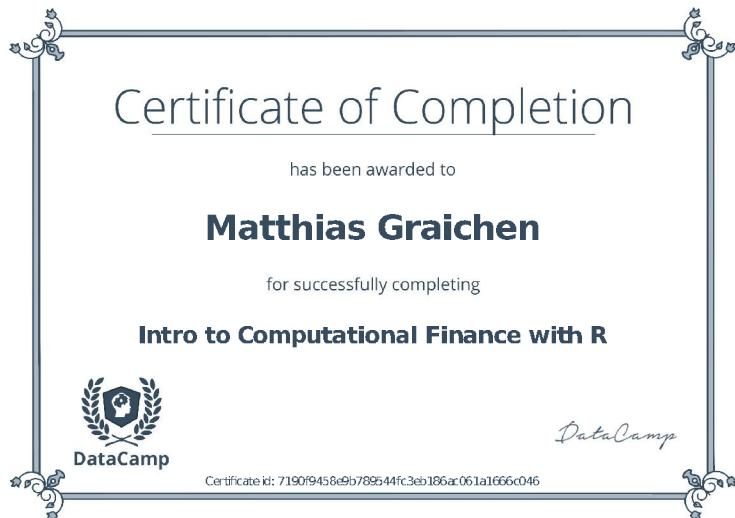 Certificate of Completion
has been awarded to
Matthias Graichen
for successfully completing
Intro to Computational Finance with R
DataCamp
DataCamp
Certificate id: 7190f9458e9b789544fc3eb186ac061a1666c046